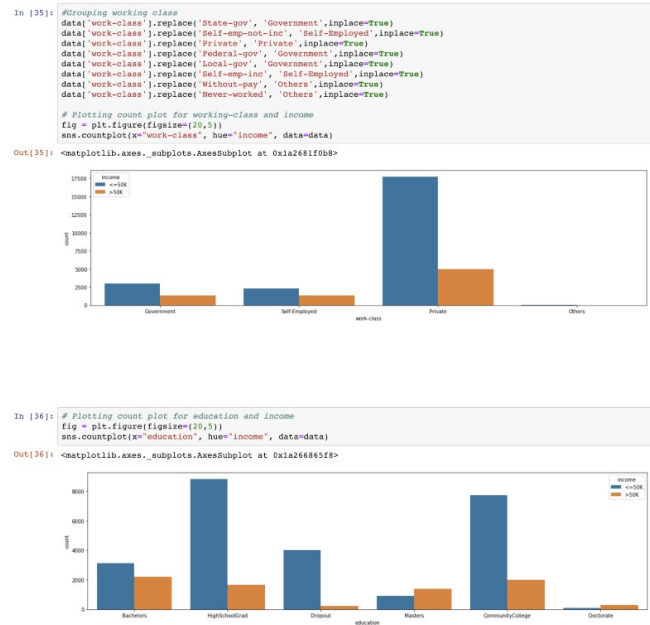 In [35]: #Grouping working class
data['work-class'].replace('State-gov', 'Government',inplace=True)
data['work-class'].replace('Self-emp-not-inc', 'Self-Employed',inplace=True)
data['work-class'].replace('Private', 'Private',inplace=True)
data['work-class'].replace('Federal-gov', 'Government',inplace=True)
data['work-class'].replace('Local-gov', 'Government',inplace=True)
data['work-class'].replace('Self-emp-inc', 'Self-Employed',inplace=True)
data['work-class'].replace('Without-pay', 'Others',inplace=True)
data['work-class'].replace('Never-worked', 'Others',inplace=True)
# Plotting count plot for working-class and income
fig = plt.figure(figsize=(20,5))
sns.countplot(x="work-class", hue="income", data=data)
Out[35]: <matplotlib.axes._subplots.AxesSubplot at 0x1a2681f0b8>
income
<=50K
>50K
17500
15000
12500
10000
7500
5000
2500
0
count
Government Self-Employed Private Others
work-class
In [36]: # Plotting count plot for education and income
fig = plt.figure(figsize=(20,5))
sns.countplot(x="education", hue="income", data=data)
Out[36]: <matplotlib.axes._subplots.AxesSubplot at 0x1a266865f8>
income
<=50K
>50K
8000
6000
4000
2000
0
count
Bachelors HighSchoolGrad Dropout Masters CommunityCollege Doctorate
education